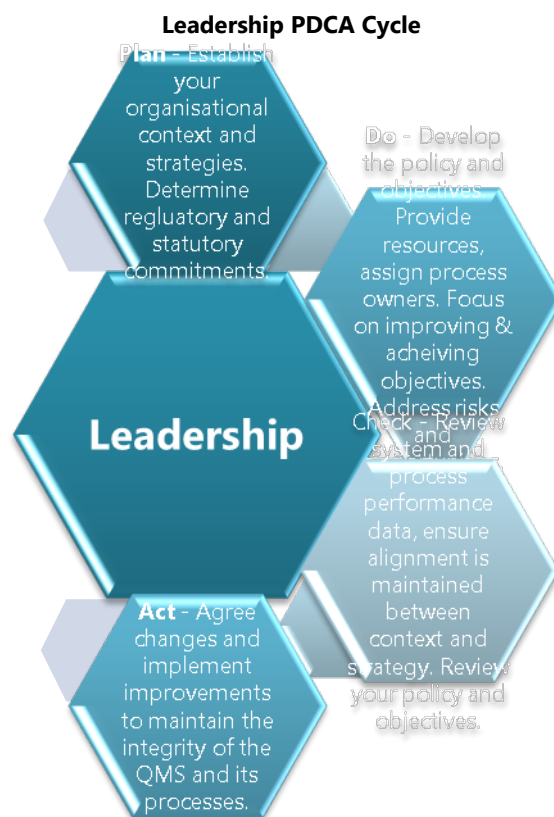 Leadership PDCA Cycle
Plan - Establish
your
organisational
context and
strategies.
Determine
regluatory and
statutory
commitments.
Do - Develop
the policy and
objectives.
Provide
resources,
assign process
owners. Focus
on improving &
acheiving
objectives.
Address risks
and
Leadership
Check - Review
system and
process
performance
data, ensure
alignment is
maintained
between
context and
strategy. Review
your policy and
objectives.
Act - Agree
changes and
implement
improvements
to maintain the
integrity of the
QMS and its
processes.